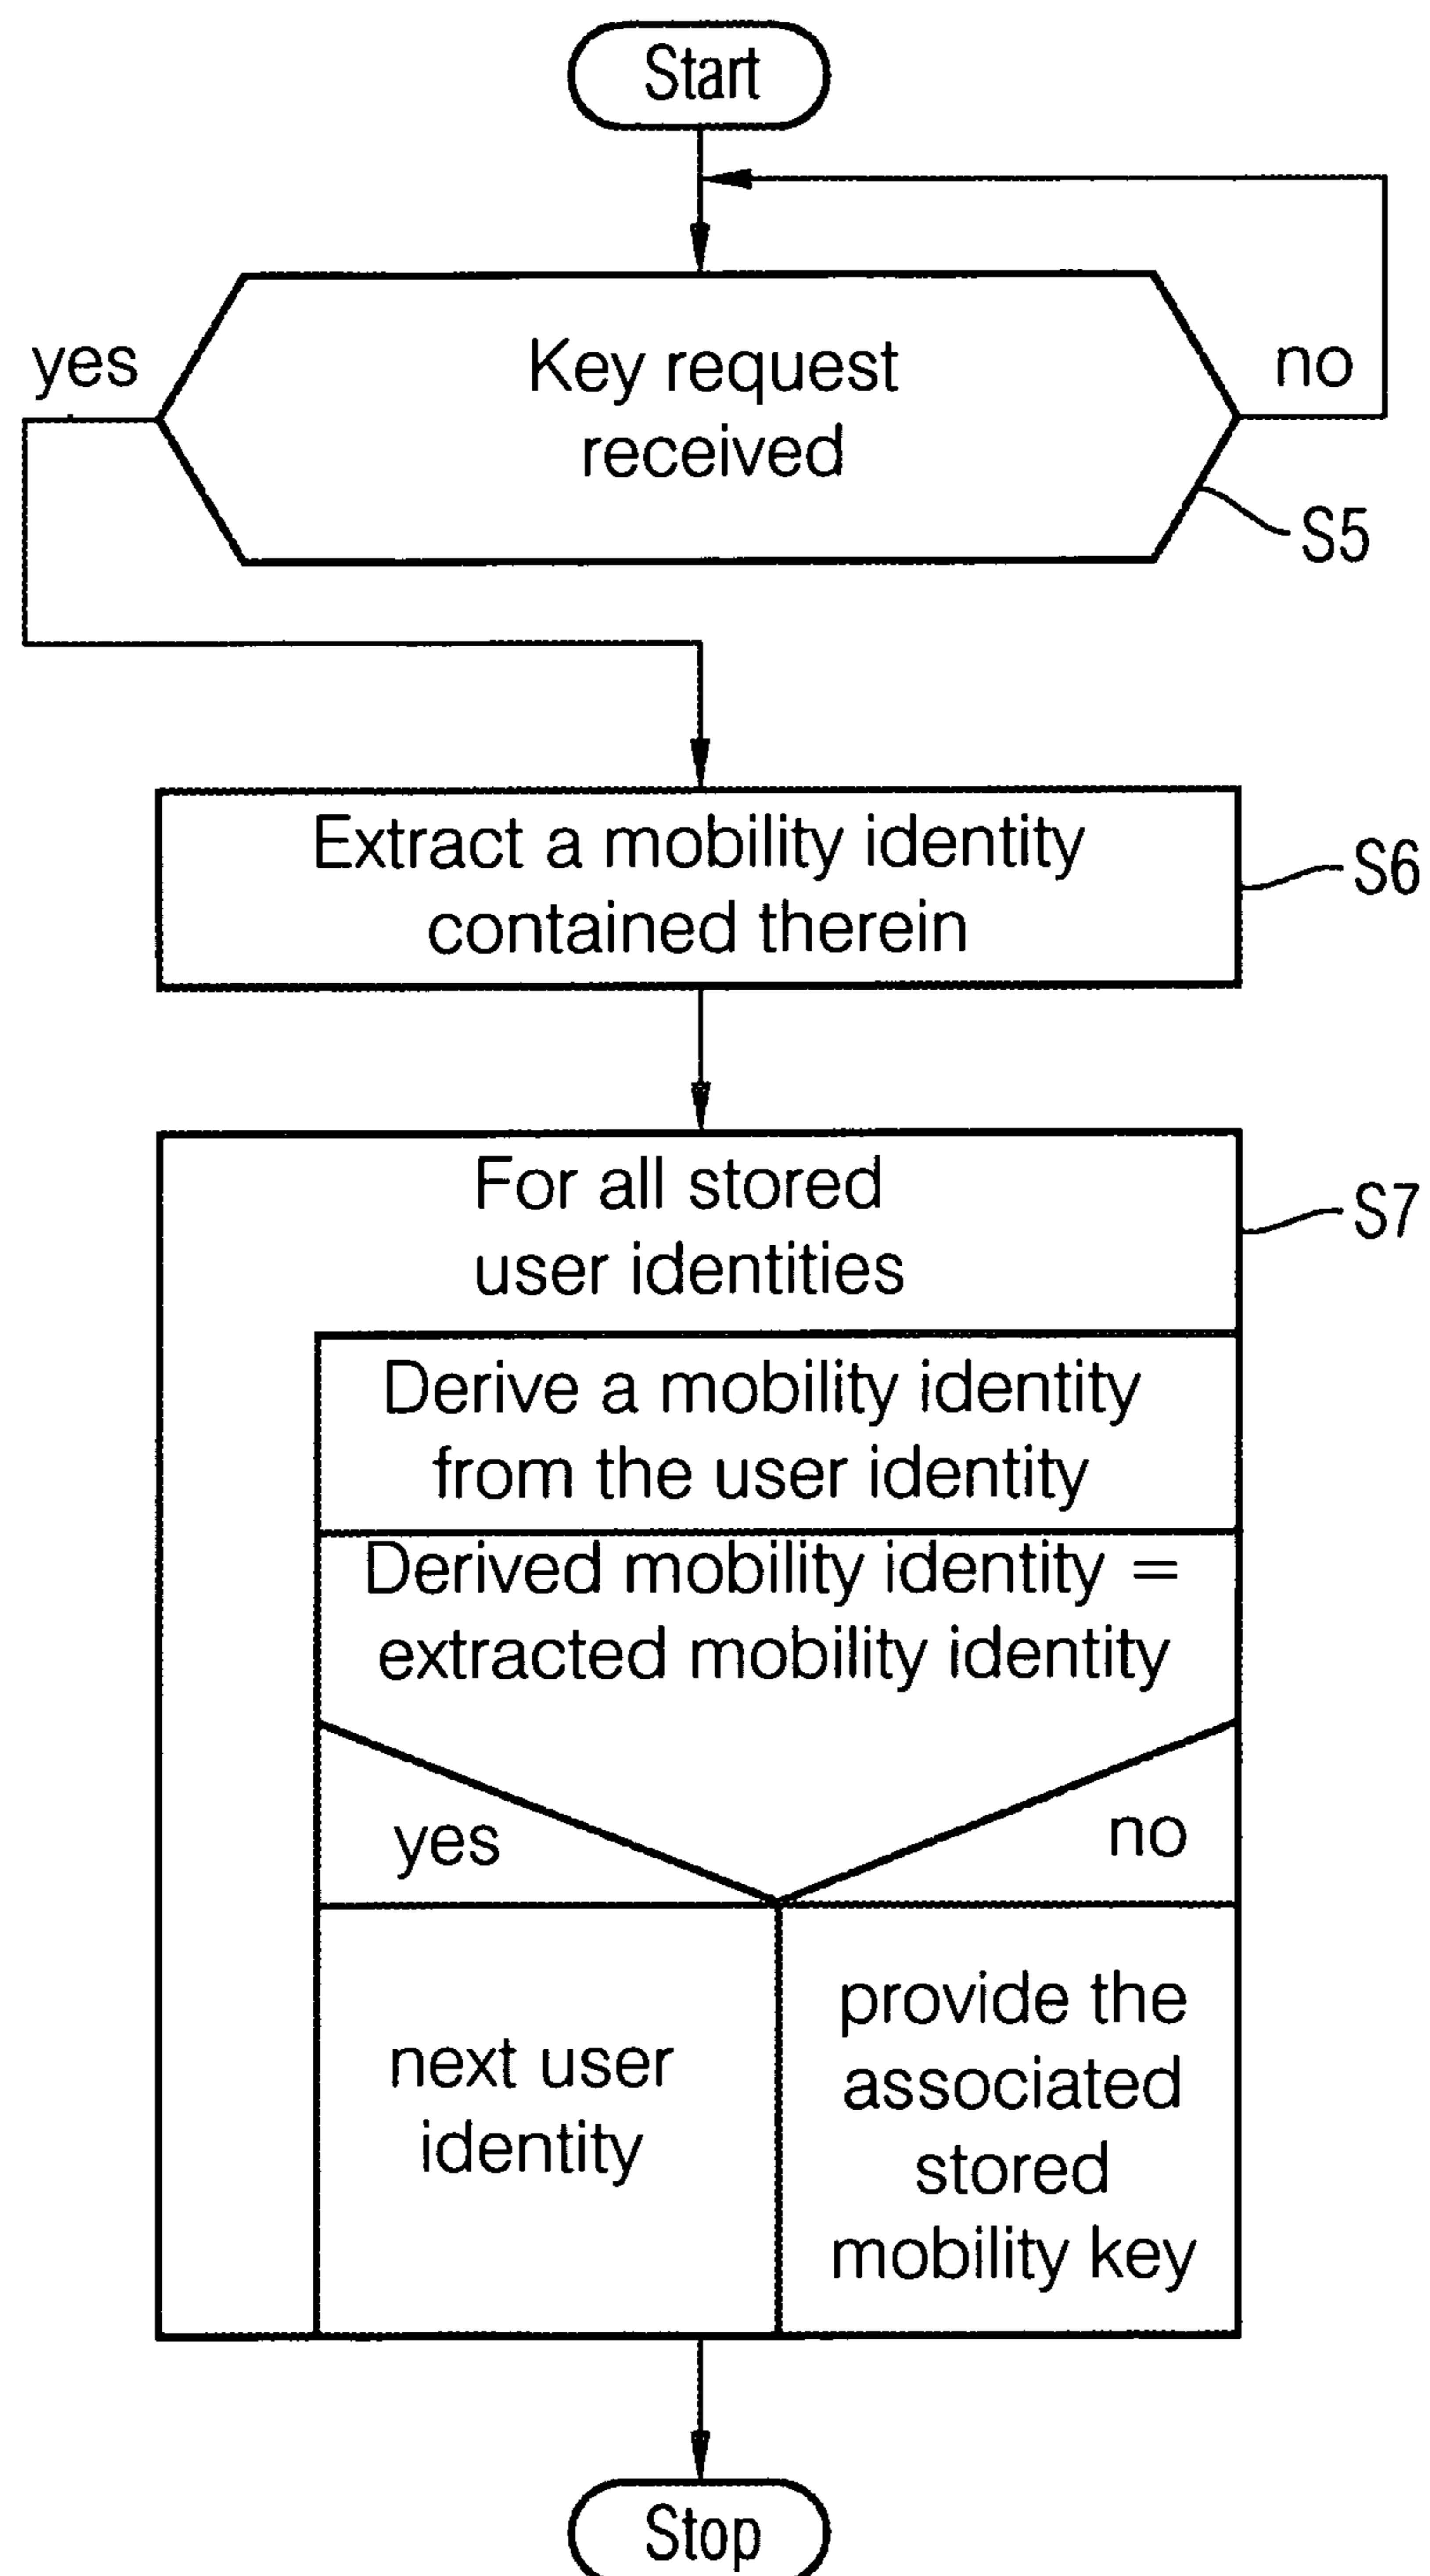 Start
yes
Key request
received
no
S5
Extract a mobility identity
contained therein
S6
For all stored
user identities
S7
Derive a mobility identity
from the user identity
Derived mobility identity =
extracted mobility identity
yes
no
next user
identity
provide the
associated
stored
mobility key
Stop